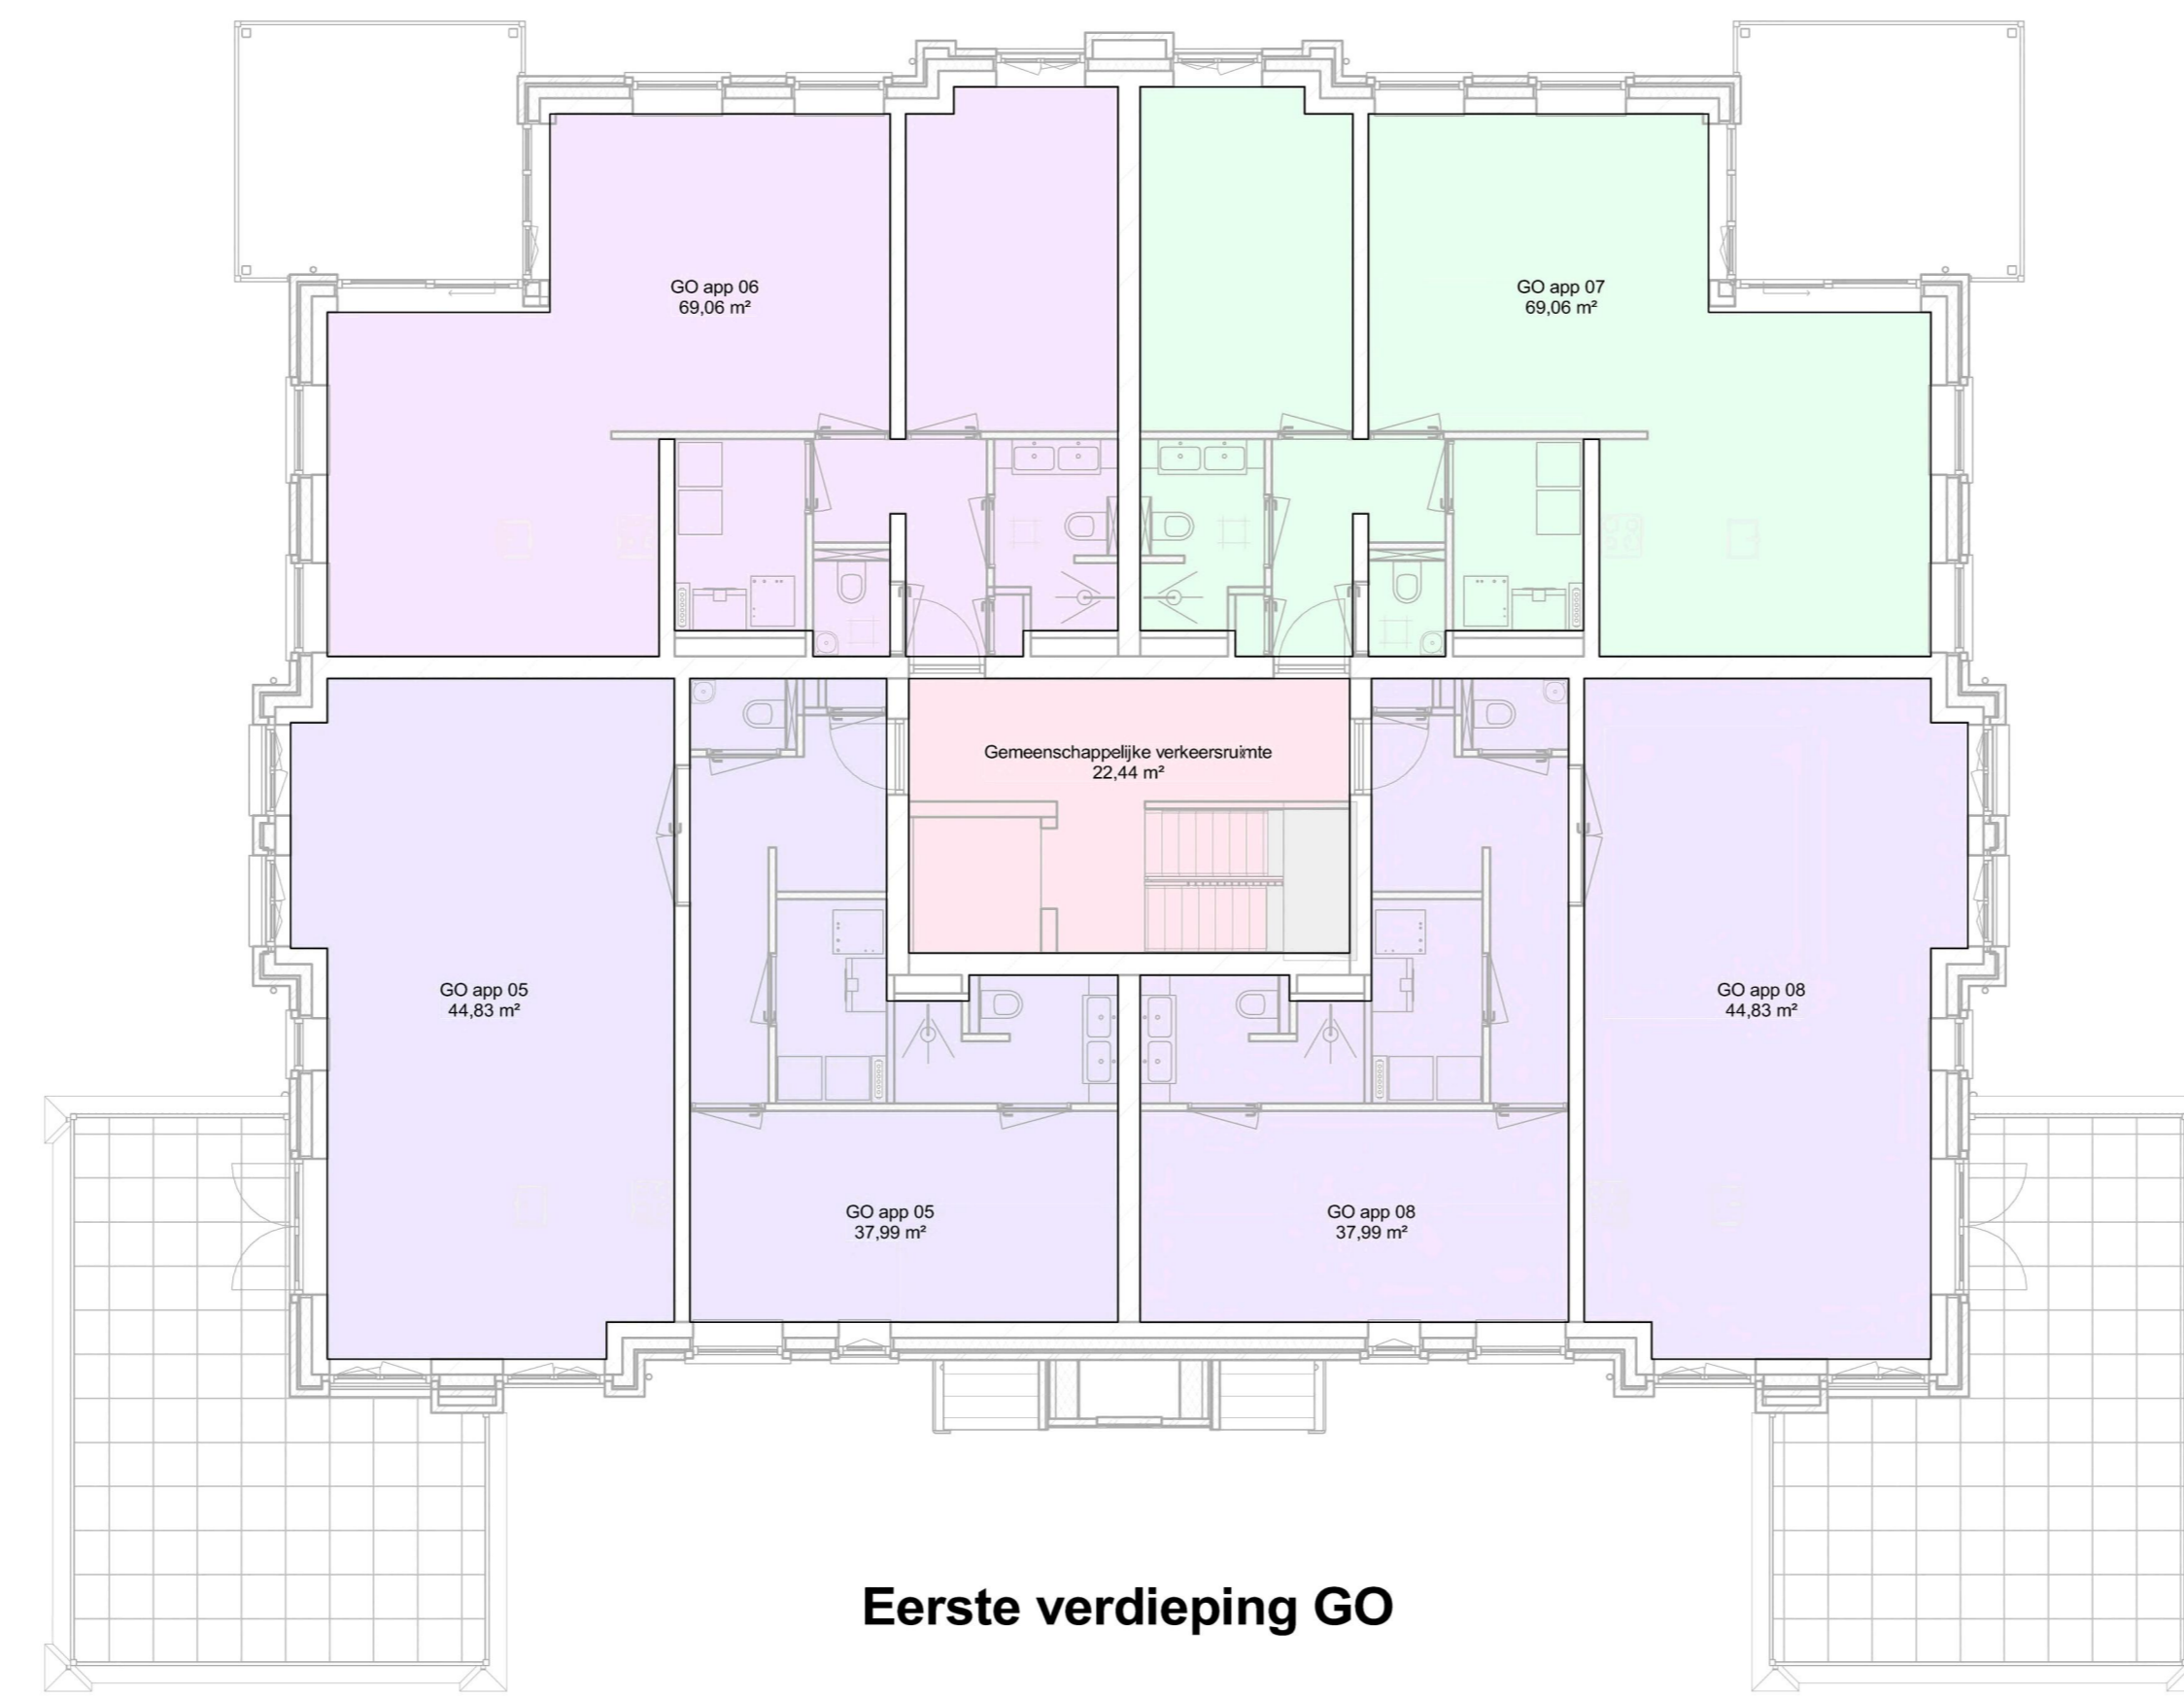 GO app 06
69,06 m²
GO app 07
69,06 m²
Gemeenschappelijke verkeersruimte
22,44 m²
GO app 05
44,83 m²
GO app 08
44,83 m²
GO app 05
37,99 m²
GO app 08
37,99 m²
Eerste verdieping GO